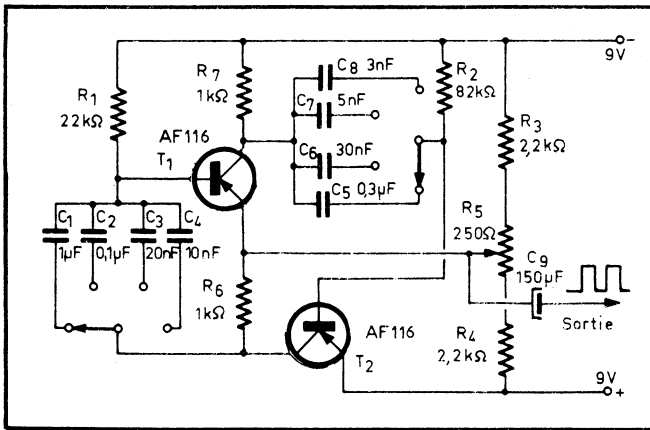 9V -
R1
22kΩ
R7
1kΩ
C8 3nF
C7 5nF
C6
30nF
C5 0,3µF
R2
82kΩ
R3
2,2kΩ
AF116
T1
C1
1µF
C2
0,1µF
C3
20nF
C4
10nF
R5
250Ω
C9
150µF
Sortie
R6
1kΩ
AF116
T2
R4
2,2kΩ
9V +